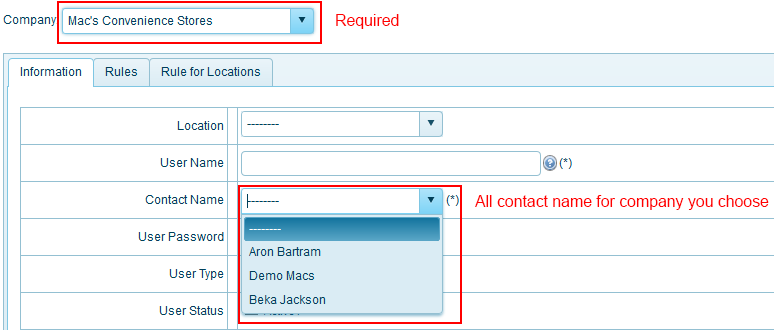 Company Mac's Convenience Stores Required
Information Rules Rule for Locations
Location --------
User Name (*)
Contact Name -------- (*) All contact name for company you choose
--------
User Password
Aron Bartram
User Type Demo Macs
User Status Beka Jackson